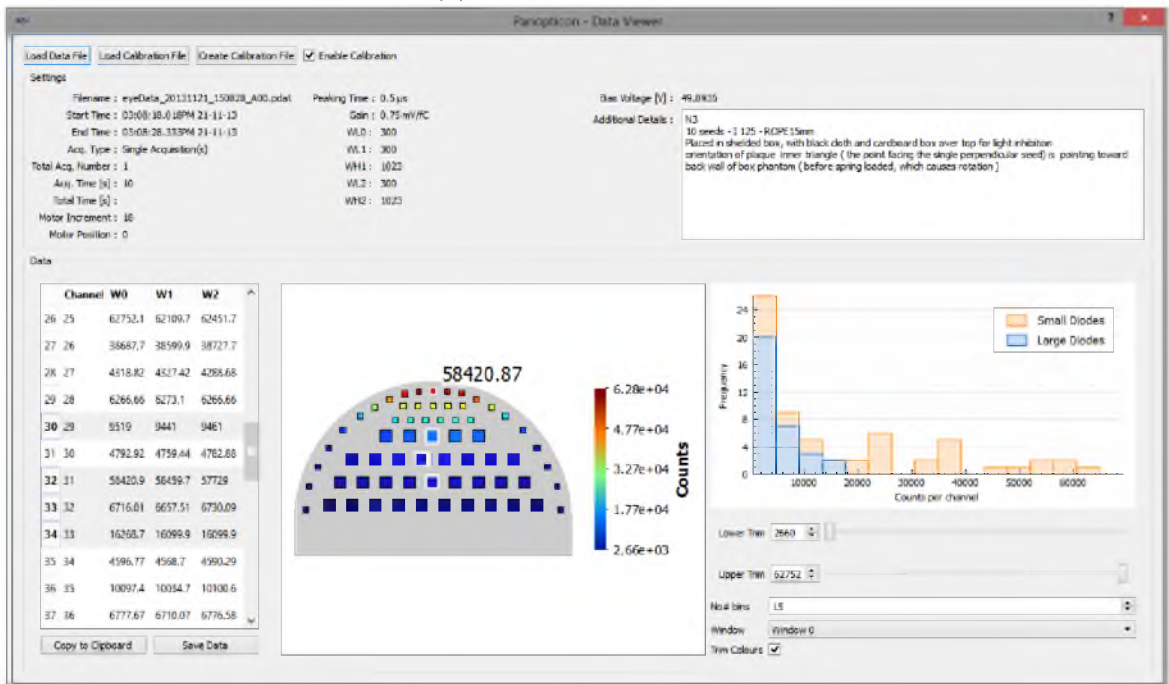 Panopticon - Data Viewer
Load Data File Load Calibration File Create Calibration File Enable Calibration
Settings
Filename : eyeData_20131121_150828_A00.pdat Peaking Time : 0.5 µs Bias Voltage [V] : 49.8935
Start Time : 03:08:18.018PM 21-11-13 Gain : 0.75 mV/fC Additional Details : N3
End Time : 03:08:28.333PM 21-11-13 WL0 : 300 10 seeds - I 125 - ROPE15mm
Acq. Type : Single Acquisition(s) WL1 : 300 Placed in shielded box, with black cloth and cardboard box over top for light inhibition
Total Acq. Number : 1 WH1 : 1023 orientation of plaque inner triangle ( the point facing the single perpendicular seed) is pointing toward
Acq. Time [s] : 10 WL2 : 300 back wall of box phantom ( before spring loaded, which causes rotation )
Total Time [s] : WH2 : 1023
Motor Increment : 18
Motor Position : 0
Data
Channel W0 W1 W2
26 25 62752.1 62109.7 62451.7
27 26 38687.7 38599.9 38727.7
28 27 4318.82 4327.42 4288.68
29 28 6266.66 6273.1 6266.66
30 29 9519 9441 9461
31 30 4792.92 4759.44 4782.88
32 31 58420.9 58459.7 57729
33 32 6716.01 6657.51 6730.09
34 33 16268.7 16099.9 16099.9
35 34 4596.77 4568.7 4590.29
36 35 10097.4 10034.7 10100.6
37 36 6777.67 6710.07 6776.58
Copy to Clipboard Save Data
58420.87
6.28e+04
4.77e+04
3.27e+04
1.77e+04
2.66e+03
Counts
Small Diodes
Large Diodes
Frequency
24
20
16
12
8
4
0
10000 20000 30000 40000 50000 60000
Counts per channel
Lower Trim 2660
Upper Trim 62752
No# bins 15
Window Window 0
Trim Colours